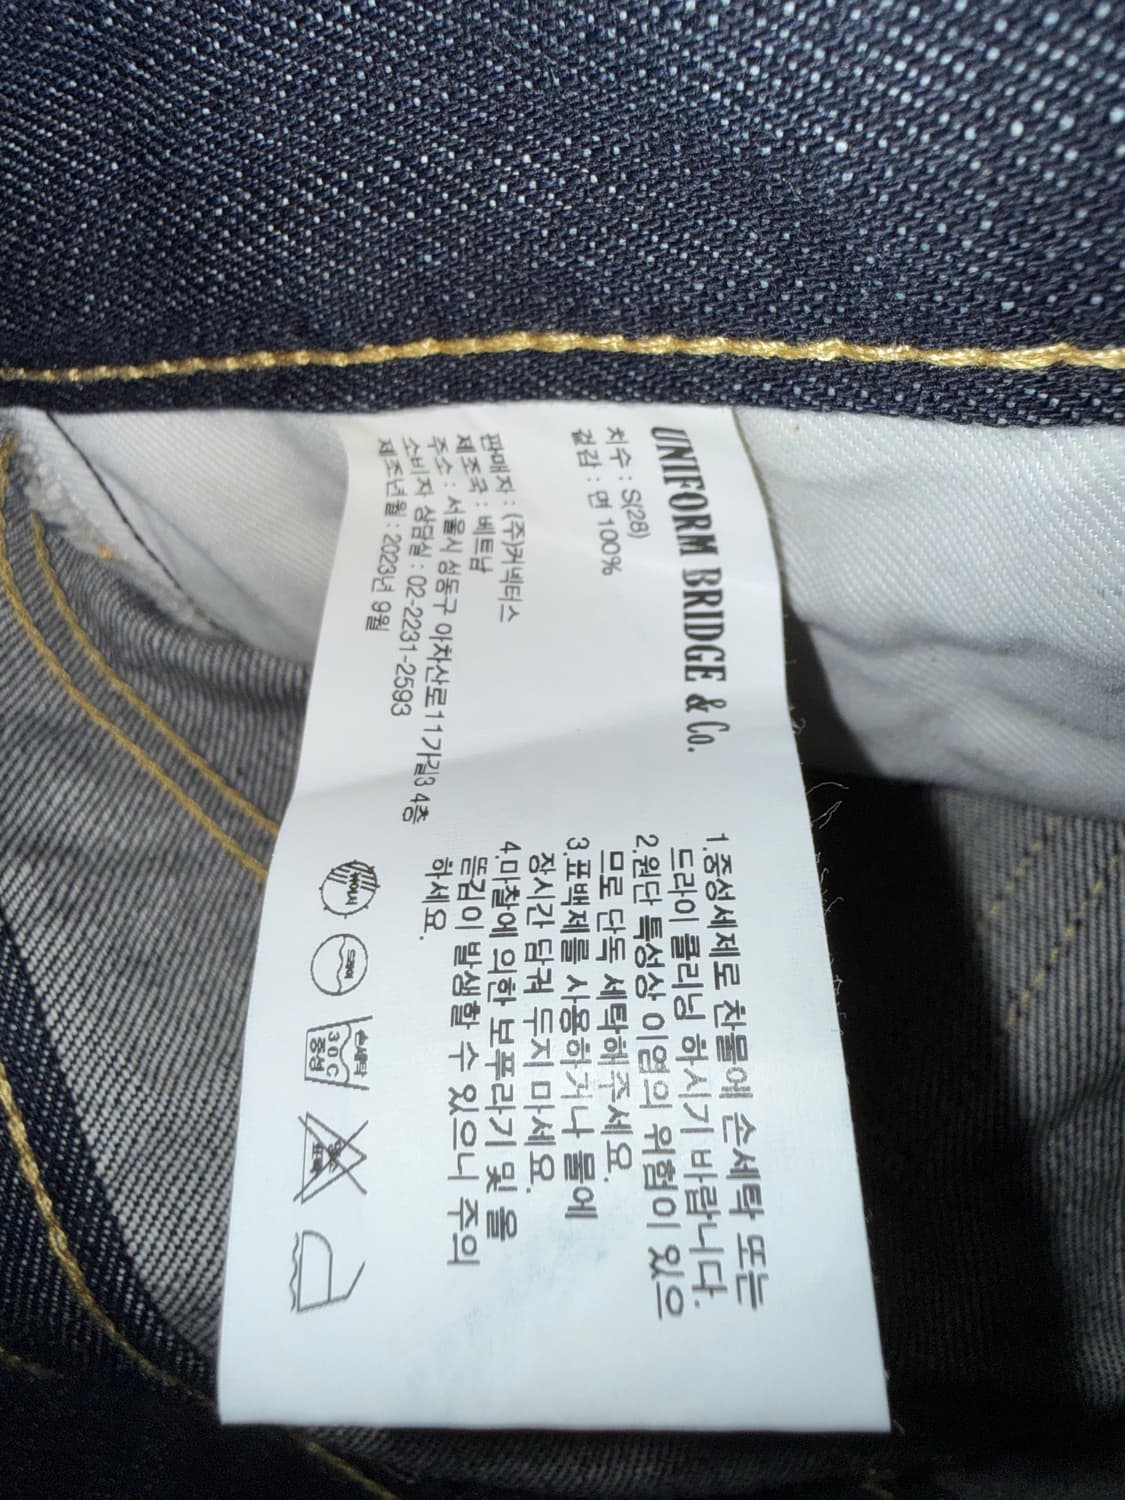 UNIFORM BRIDGE & Co.
치수 : S(28)
겉감 : 면 100%
판매자 : (주)커넥터스
제조국 : 베트남
주소 : 서울시 성동구 아차산로11가길3 4층
소비자 상담실 : 02-2231-2593
제조년월 : 2023년 9월
1.중성세제로 찬물에 손세탁 또는
드라이 클리닝 하시기 바랍니다.
2.원단 특성상 이염의 위험이 있으
므로 단독 세탁해주세요.
3.표백제를 사용하거나 물에
장시간 담궈 두지 마세요.
4.마찰에 의한 보푸라기 및 올
뜯김이 발생할 수 있으니 주의
하세요.
손세탁
30℃
중성